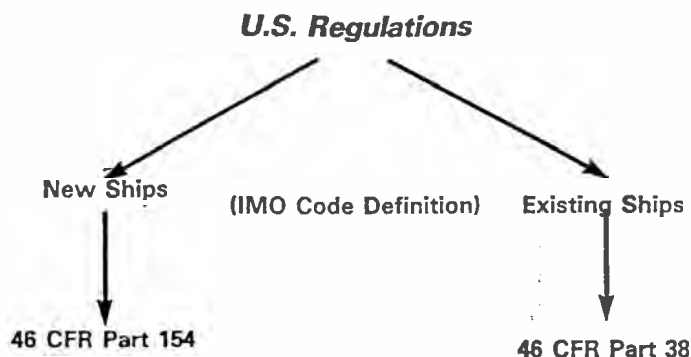 U.S. Regulations
New Ships (IMO Code Definition) Existing Ships
46 CFR Part 154 46 CFR Part 38